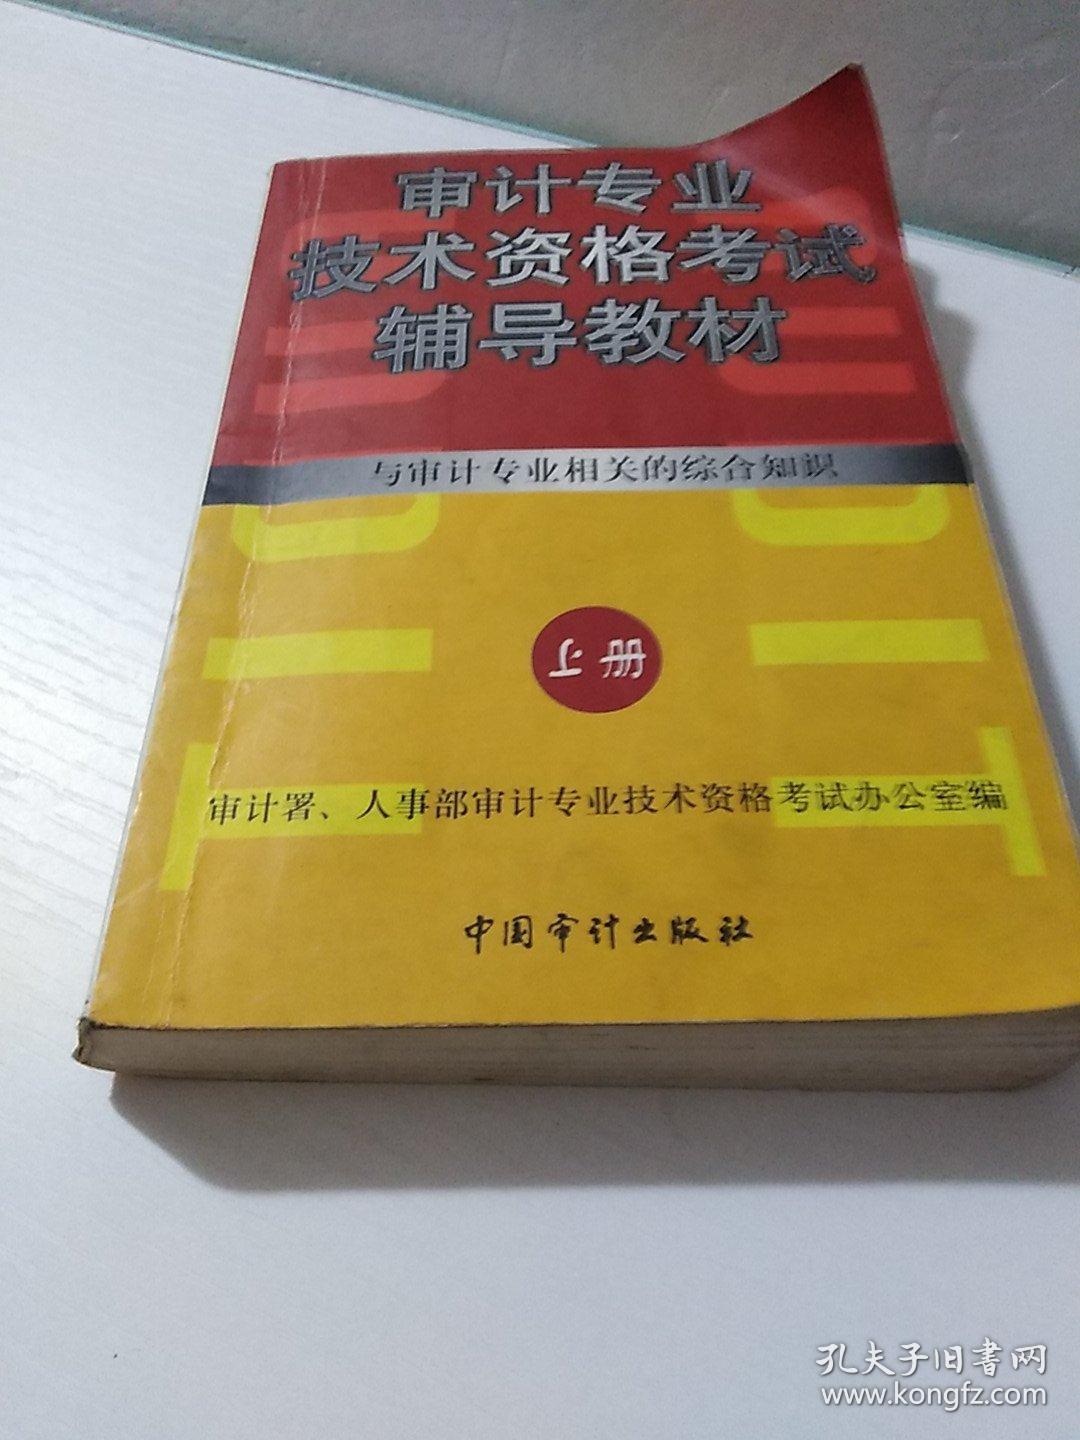 审计专业
技术资格考试
辅导教材
与审计专业相关的综合知识
上册
审计署、人事部审计专业技术资格考试办公室编
中国审计出版社
孔夫子旧書网
www.kongfz.com